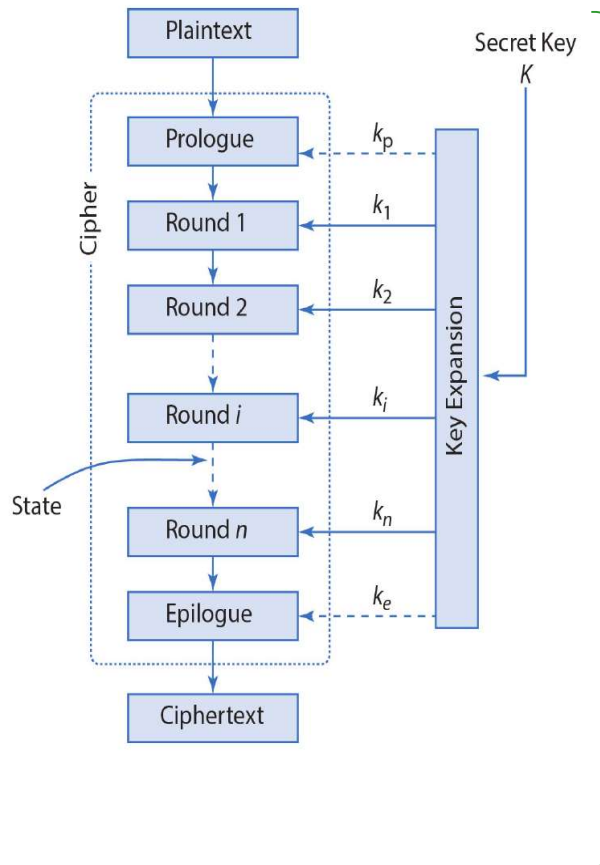 Plaintext
Secret Key
K
Prologue
kp
Cipher
Round 1
k1
Round 2
k2
Key Expansion
Round i
ki
State
Round n
kn
Epilogue
ke
Ciphertext